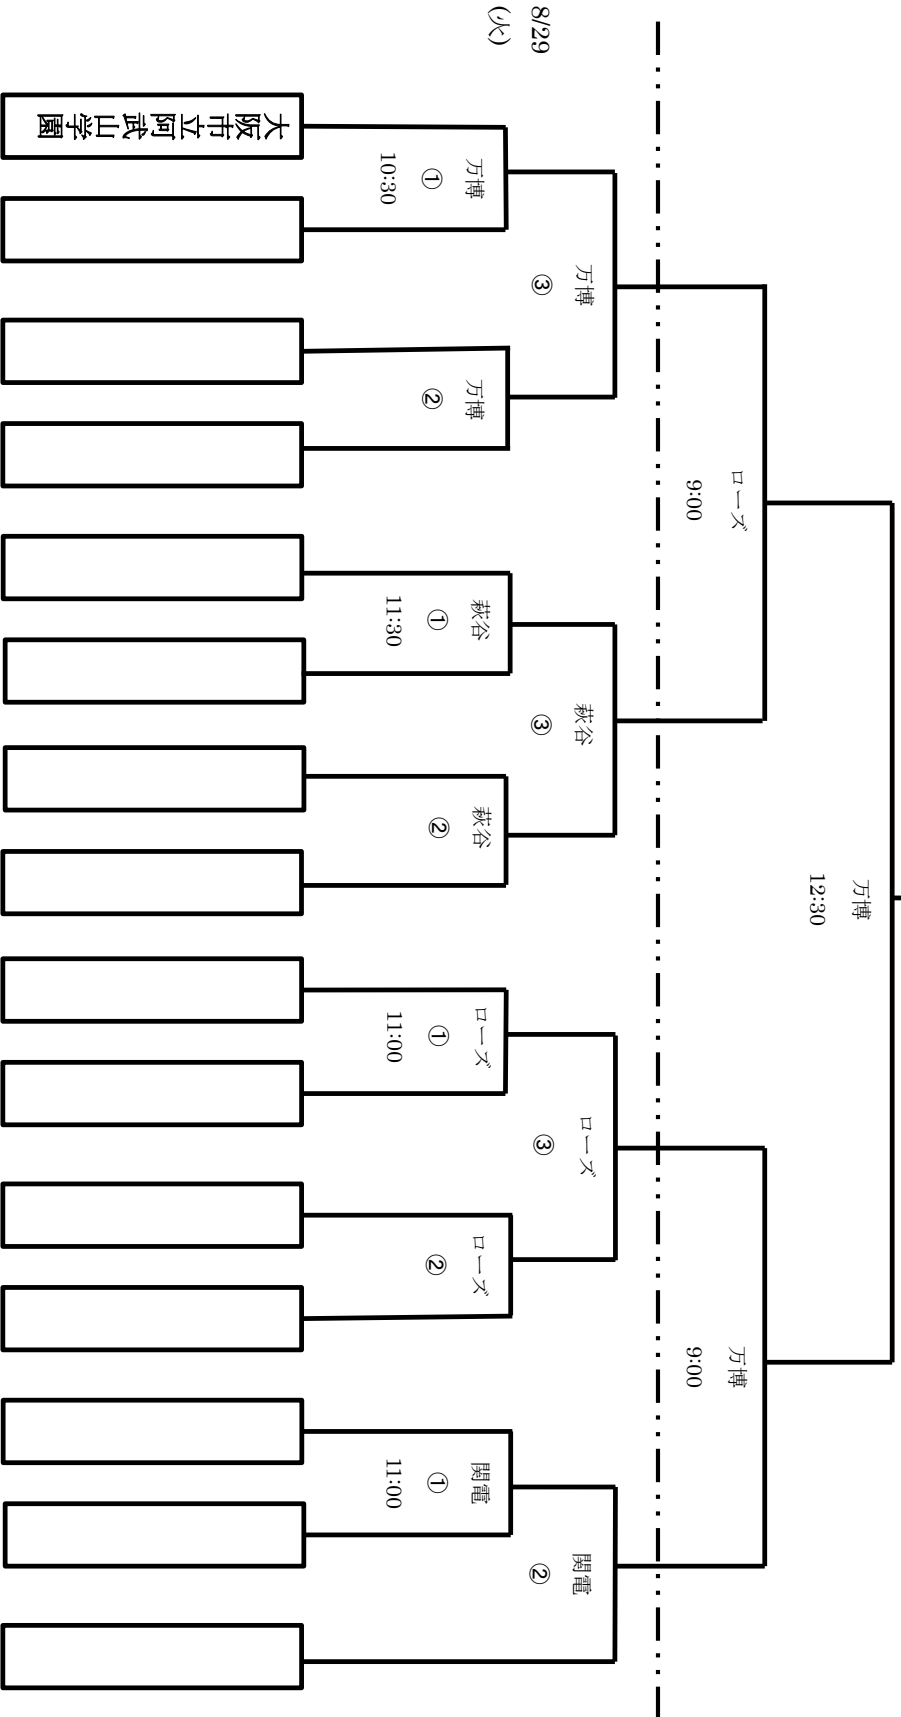 8/29
(火)
万博
12:30
ローズ
9:00
万博
9:00
万博
③
萩谷
③
ローズ
③
関電
②
万博
①
10:30
万博
②
萩谷
①
11:30
萩谷
②
ローズ
①
11:00
ローズ
②
関電
①
11:00
大阪市立阿武山学園